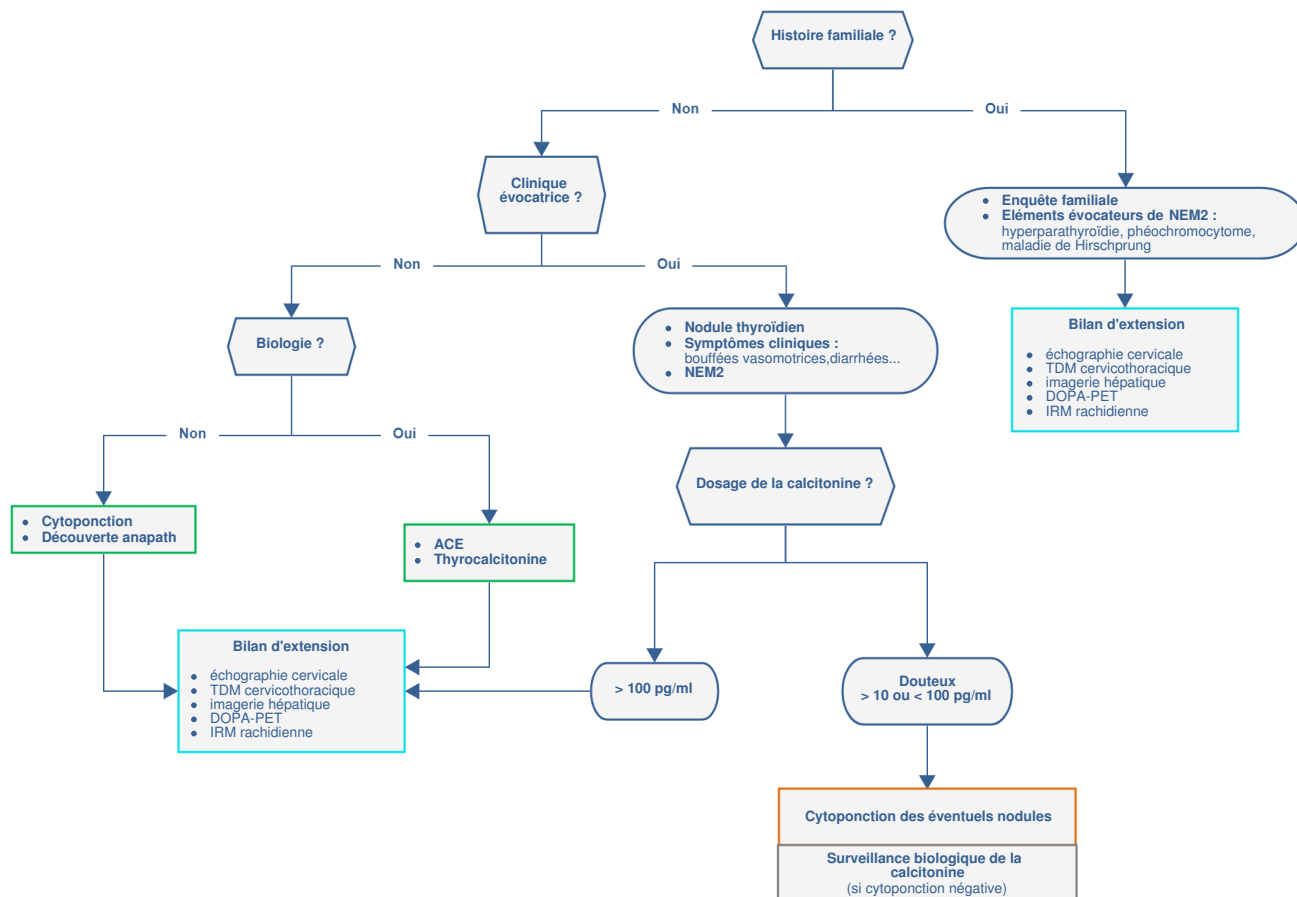 Histoire familiale ?
Non
Oui
Clinique
évocatrice ?
Enquête familiale
Eléments évocateurs de NEM2 :
hyperparathyroïdie, phéochromocytome,
maladie de Hirschprung
Non
Oui
Biologie ?
Nodule thyroïdien
Symptômes cliniques :
bouffées vasomotrices,diarrhées...
NEM2
Bilan d'extension
échographie cervicale
TDM cervicothoracique
imagerie hépatique
DOPA-PET
IRM rachidienne
Non
Oui
Dosage de la calcitonine ?
Cytoponction
Découverte anapath
ACE
Thyrocalcitonine
Bilan d'extension
échographie cervicale
TDM cervicothoracique
imagerie hépatique
DOPA-PET
IRM rachidienne
> 100 pg/ml
Douteux
> 10 ou < 100 pg/ml
Cytoponction des éventuels nodules
Surveillance biologique de la
calcitonine
(si cytoponction négative)